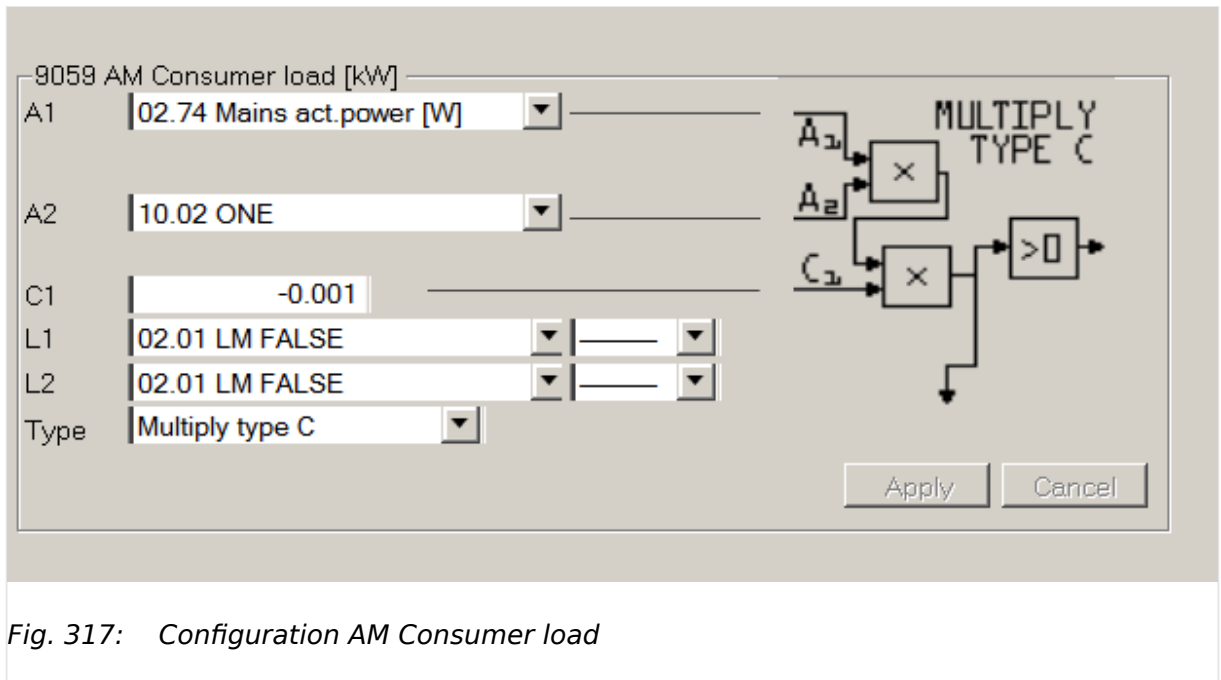 9059 AM Consumer load [kW]
A1 02.74 Mains act.power [W]
A2 10.02 ONE
C1 -0.001
L1 02.01 LM FALSE
L2 02.01 LM FALSE
Type Multiply type C
MULTIPLY
TYPE C
A1
×
A2
>0
C1
×
Apply Cancel
Fig. 317: Configuration AM Consumer load